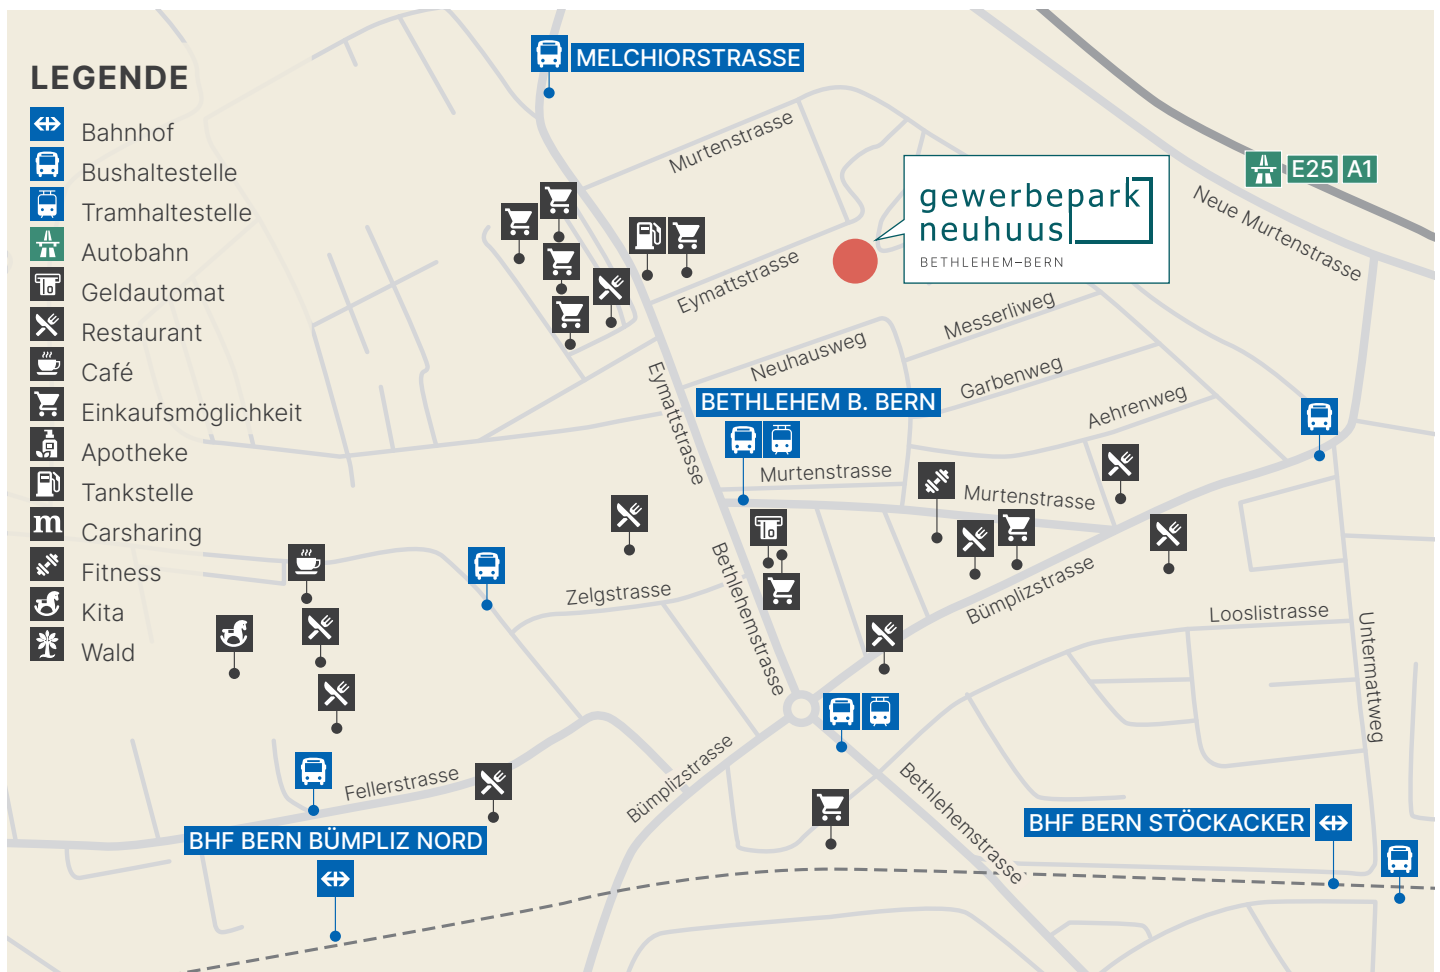 MELCHIORSTRASSE
LEGENDE
Bahnhof
Bushaltestelle
Tramhaltestelle
Autobahn
Geldautomat
Restaurant
Café
Einkaufsmöglichkeit
Apotheke
Tankstelle
m Carsharing
Fitness
Kita
Wald
Murtenstrasse
E25 A1
gewerbepark
neuhuus
BETHLEHEM–BERN
Neue Murtenstrasse
Eymattstrasse
Messerliweg
Neuhausweg
Garbenweg
Eymattstrasse
BETHLEHEM B. BERN
Aehrenweg
Murtenstrasse
Murtenstrasse
Bethlehemstrasse
Zelgstrasse
Bümplizstrasse
Looslistrasse
Untermattweg
Fellerstrasse
Bümplizstrasse
Bethlehemstrasse
BHF BERN STÖCKACKER
BHF BERN BÜMPLIZ NORD